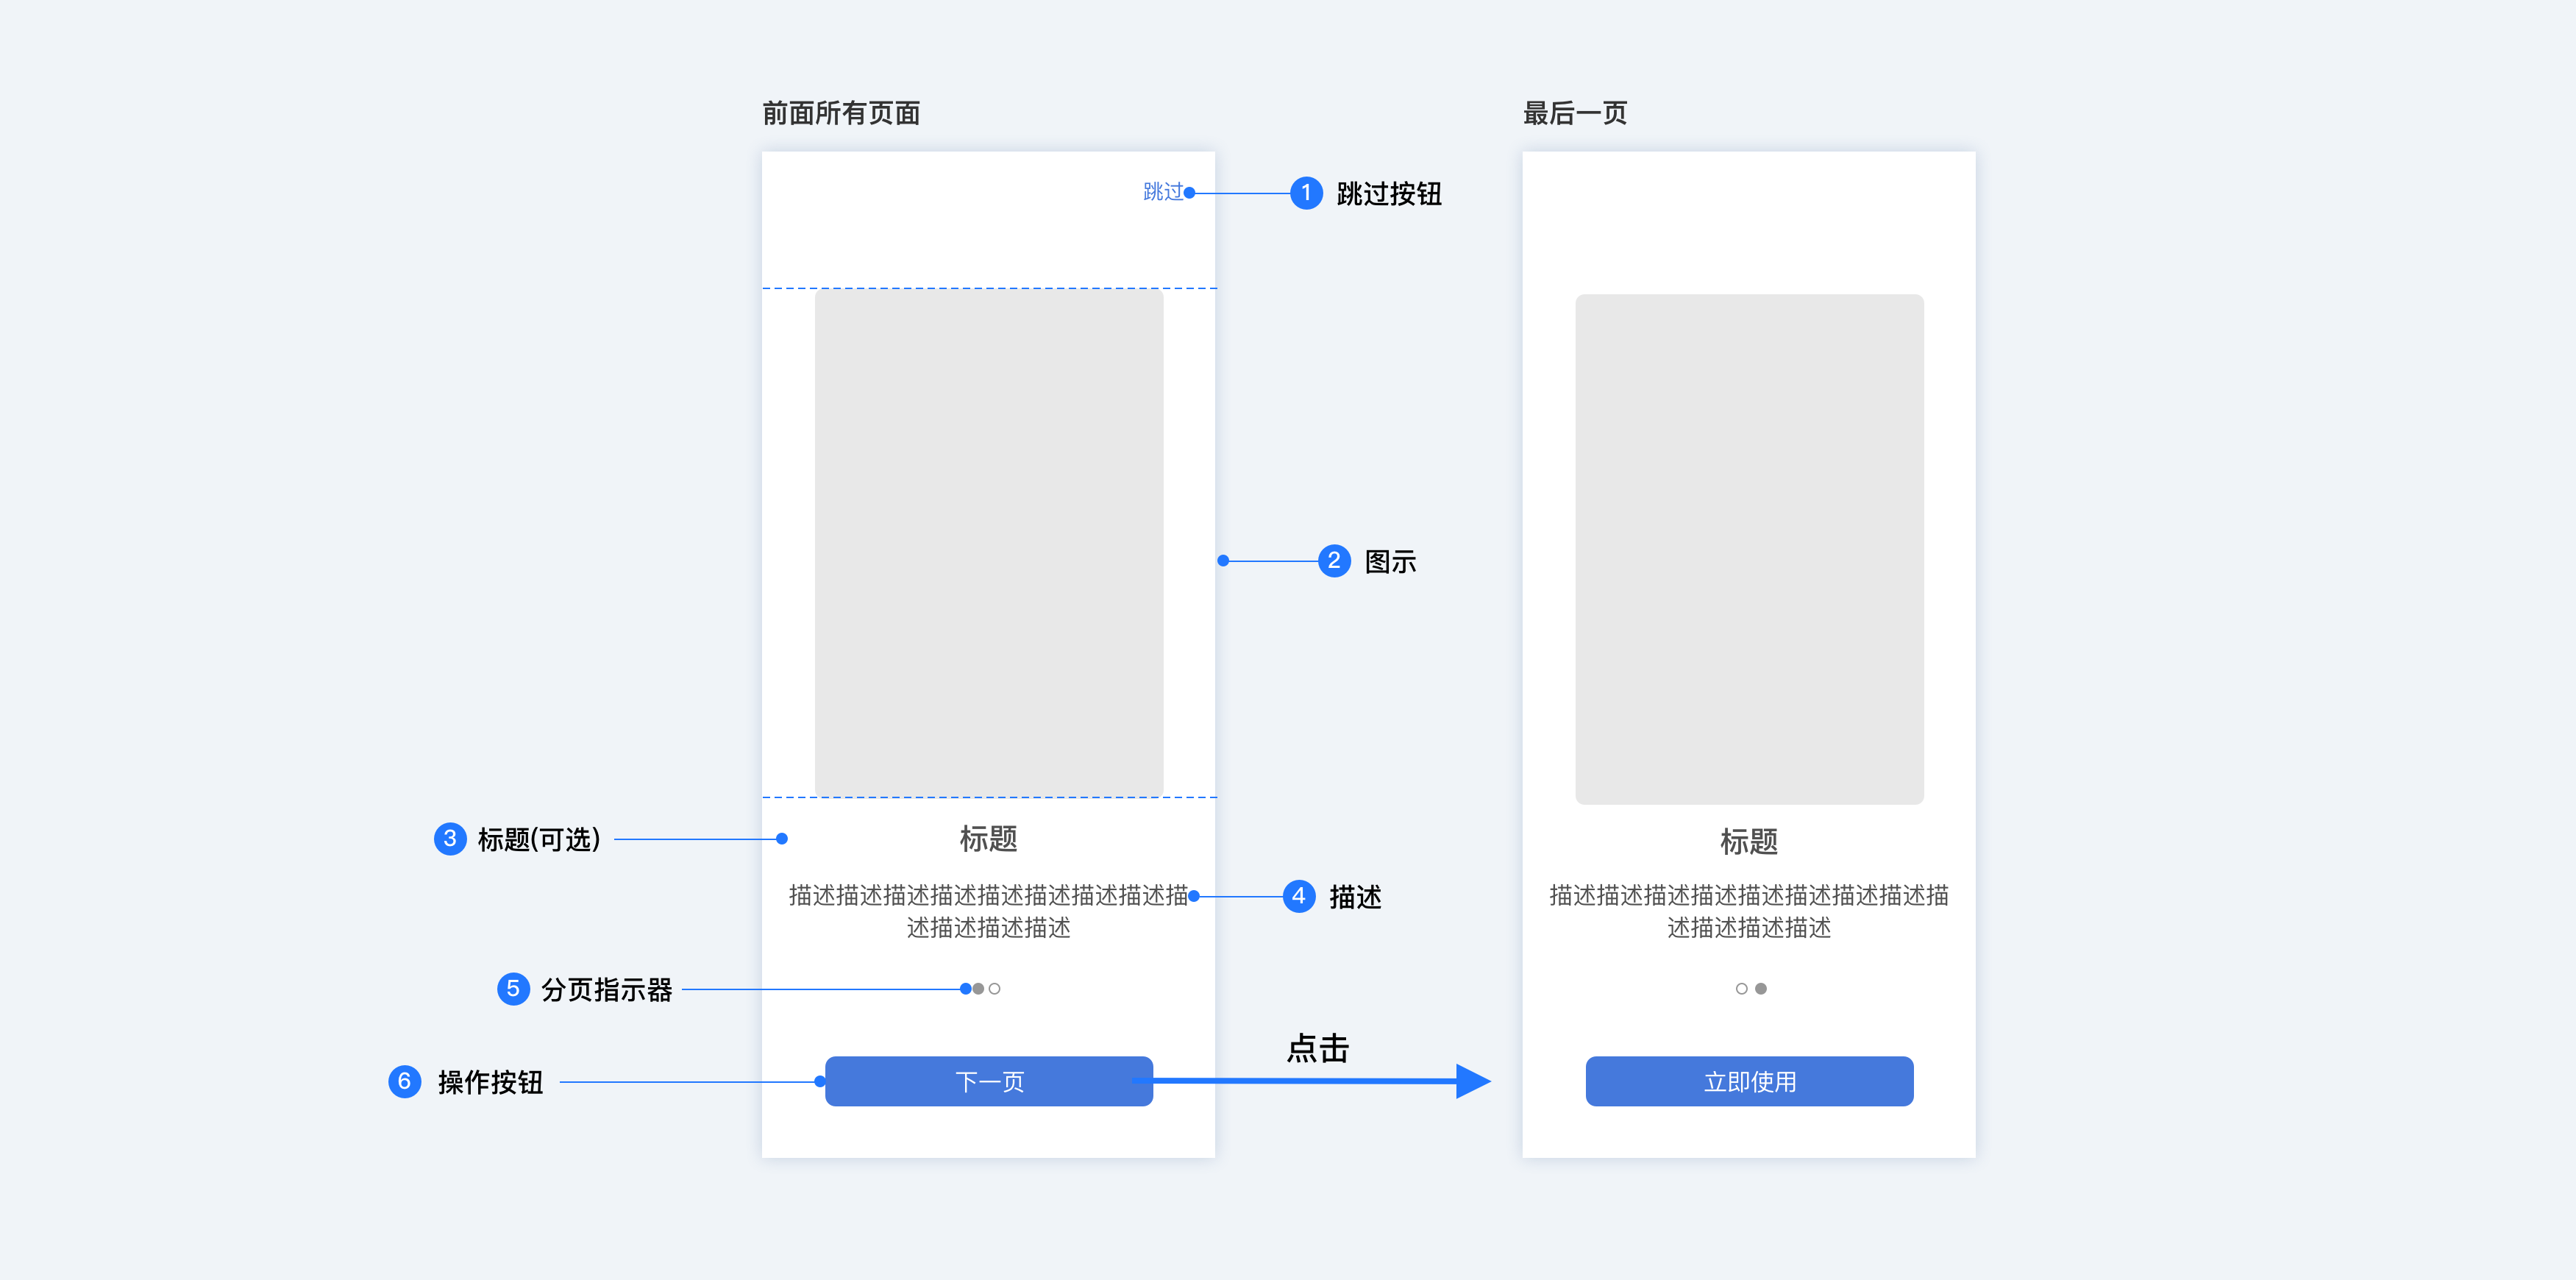 前面所有页面
最后一页
跳过
1 跳过按钮
2 图示
3 标题(可选)
标题
标题
描述描述描述描述描述描述描述描述描
述描述描述描述
4 描述
描述描述描述描述描述描述描述描述描
述描述描述描述
5 分页指示器
点击
6 操作按钮
下一页
立即使用